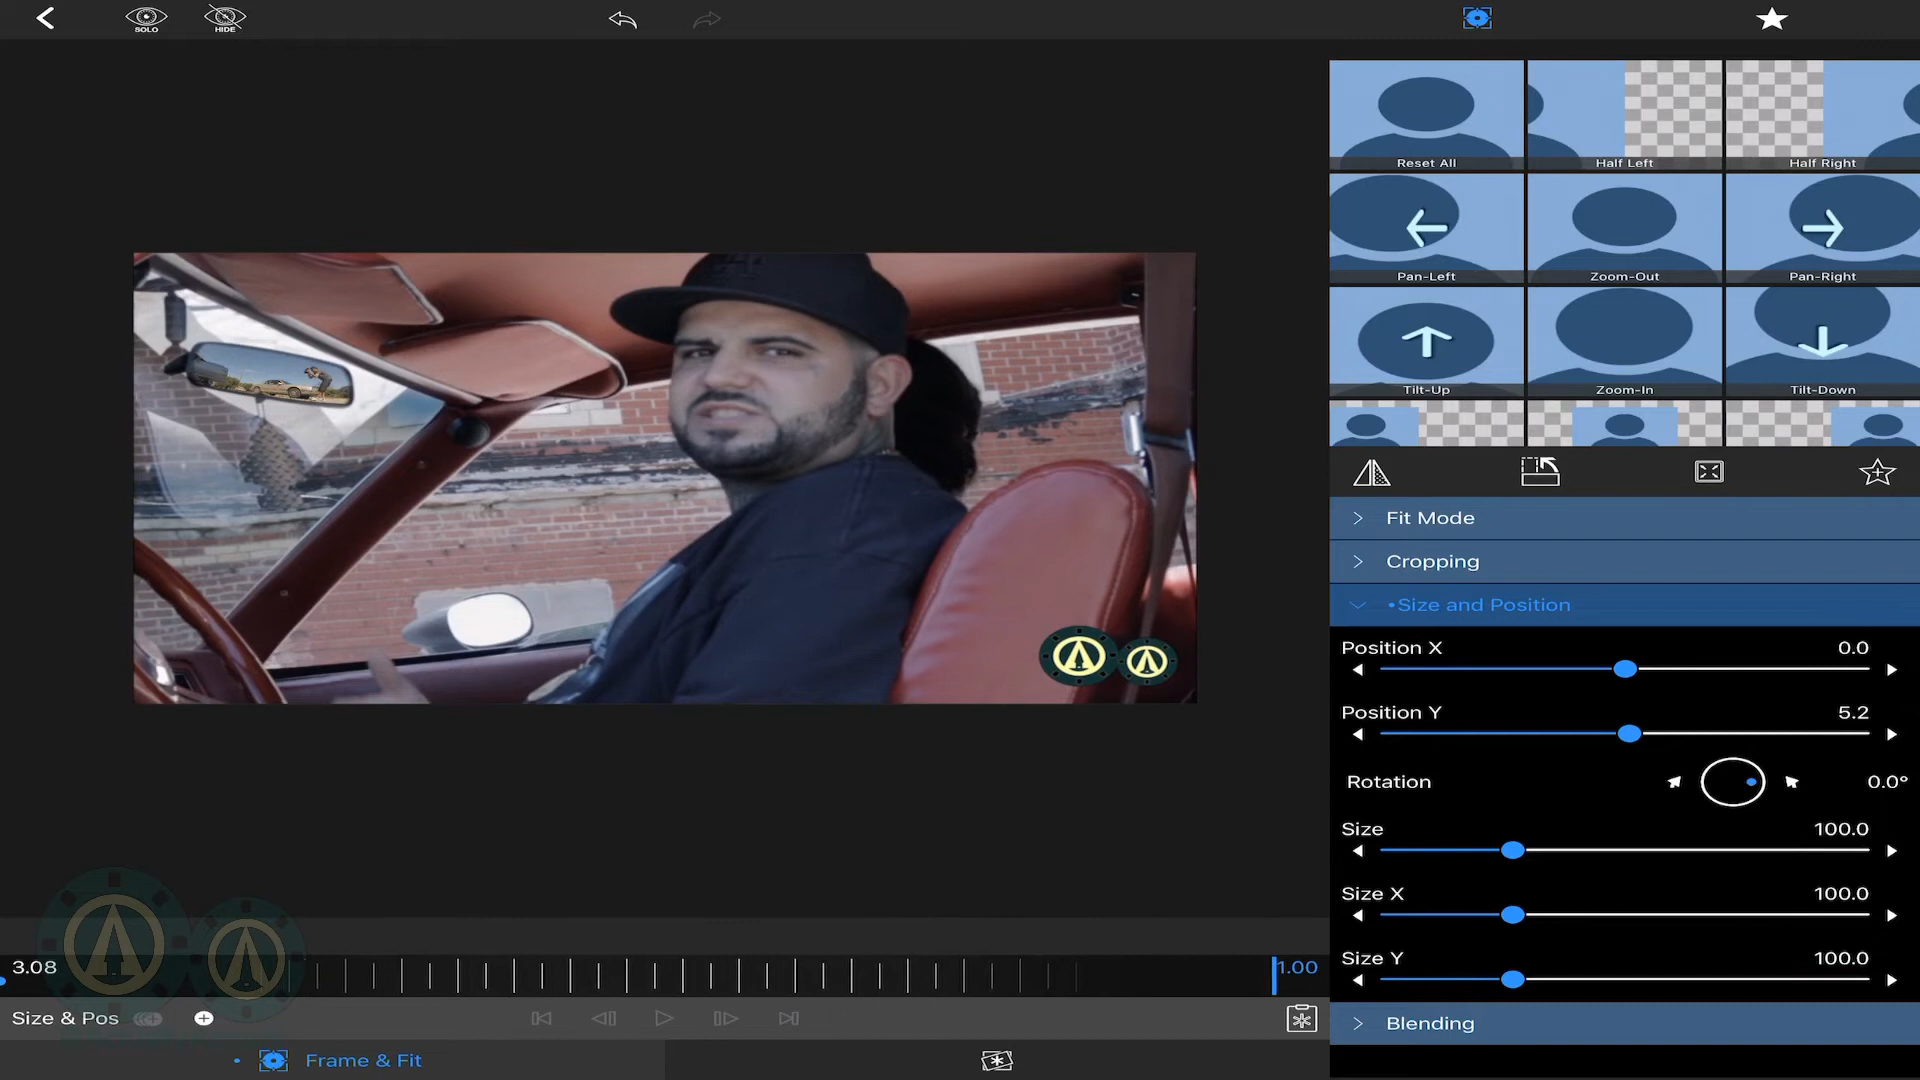 SOLO
HIDE
Reset All
Half Left
Half Right
Pan-Left
Zoom-Out
Pan-Right
Tilt-Up
Zoom-In
Tilt-Down
Fit Mode
Cropping
•Size and Position
Position X 0.0
Position Y 5.2
Rotation 0.0°
Size 100.0
Size X 100.0
Size Y 100.0
Blending
3.08
1.00
Size & Pos
• Frame & Fit